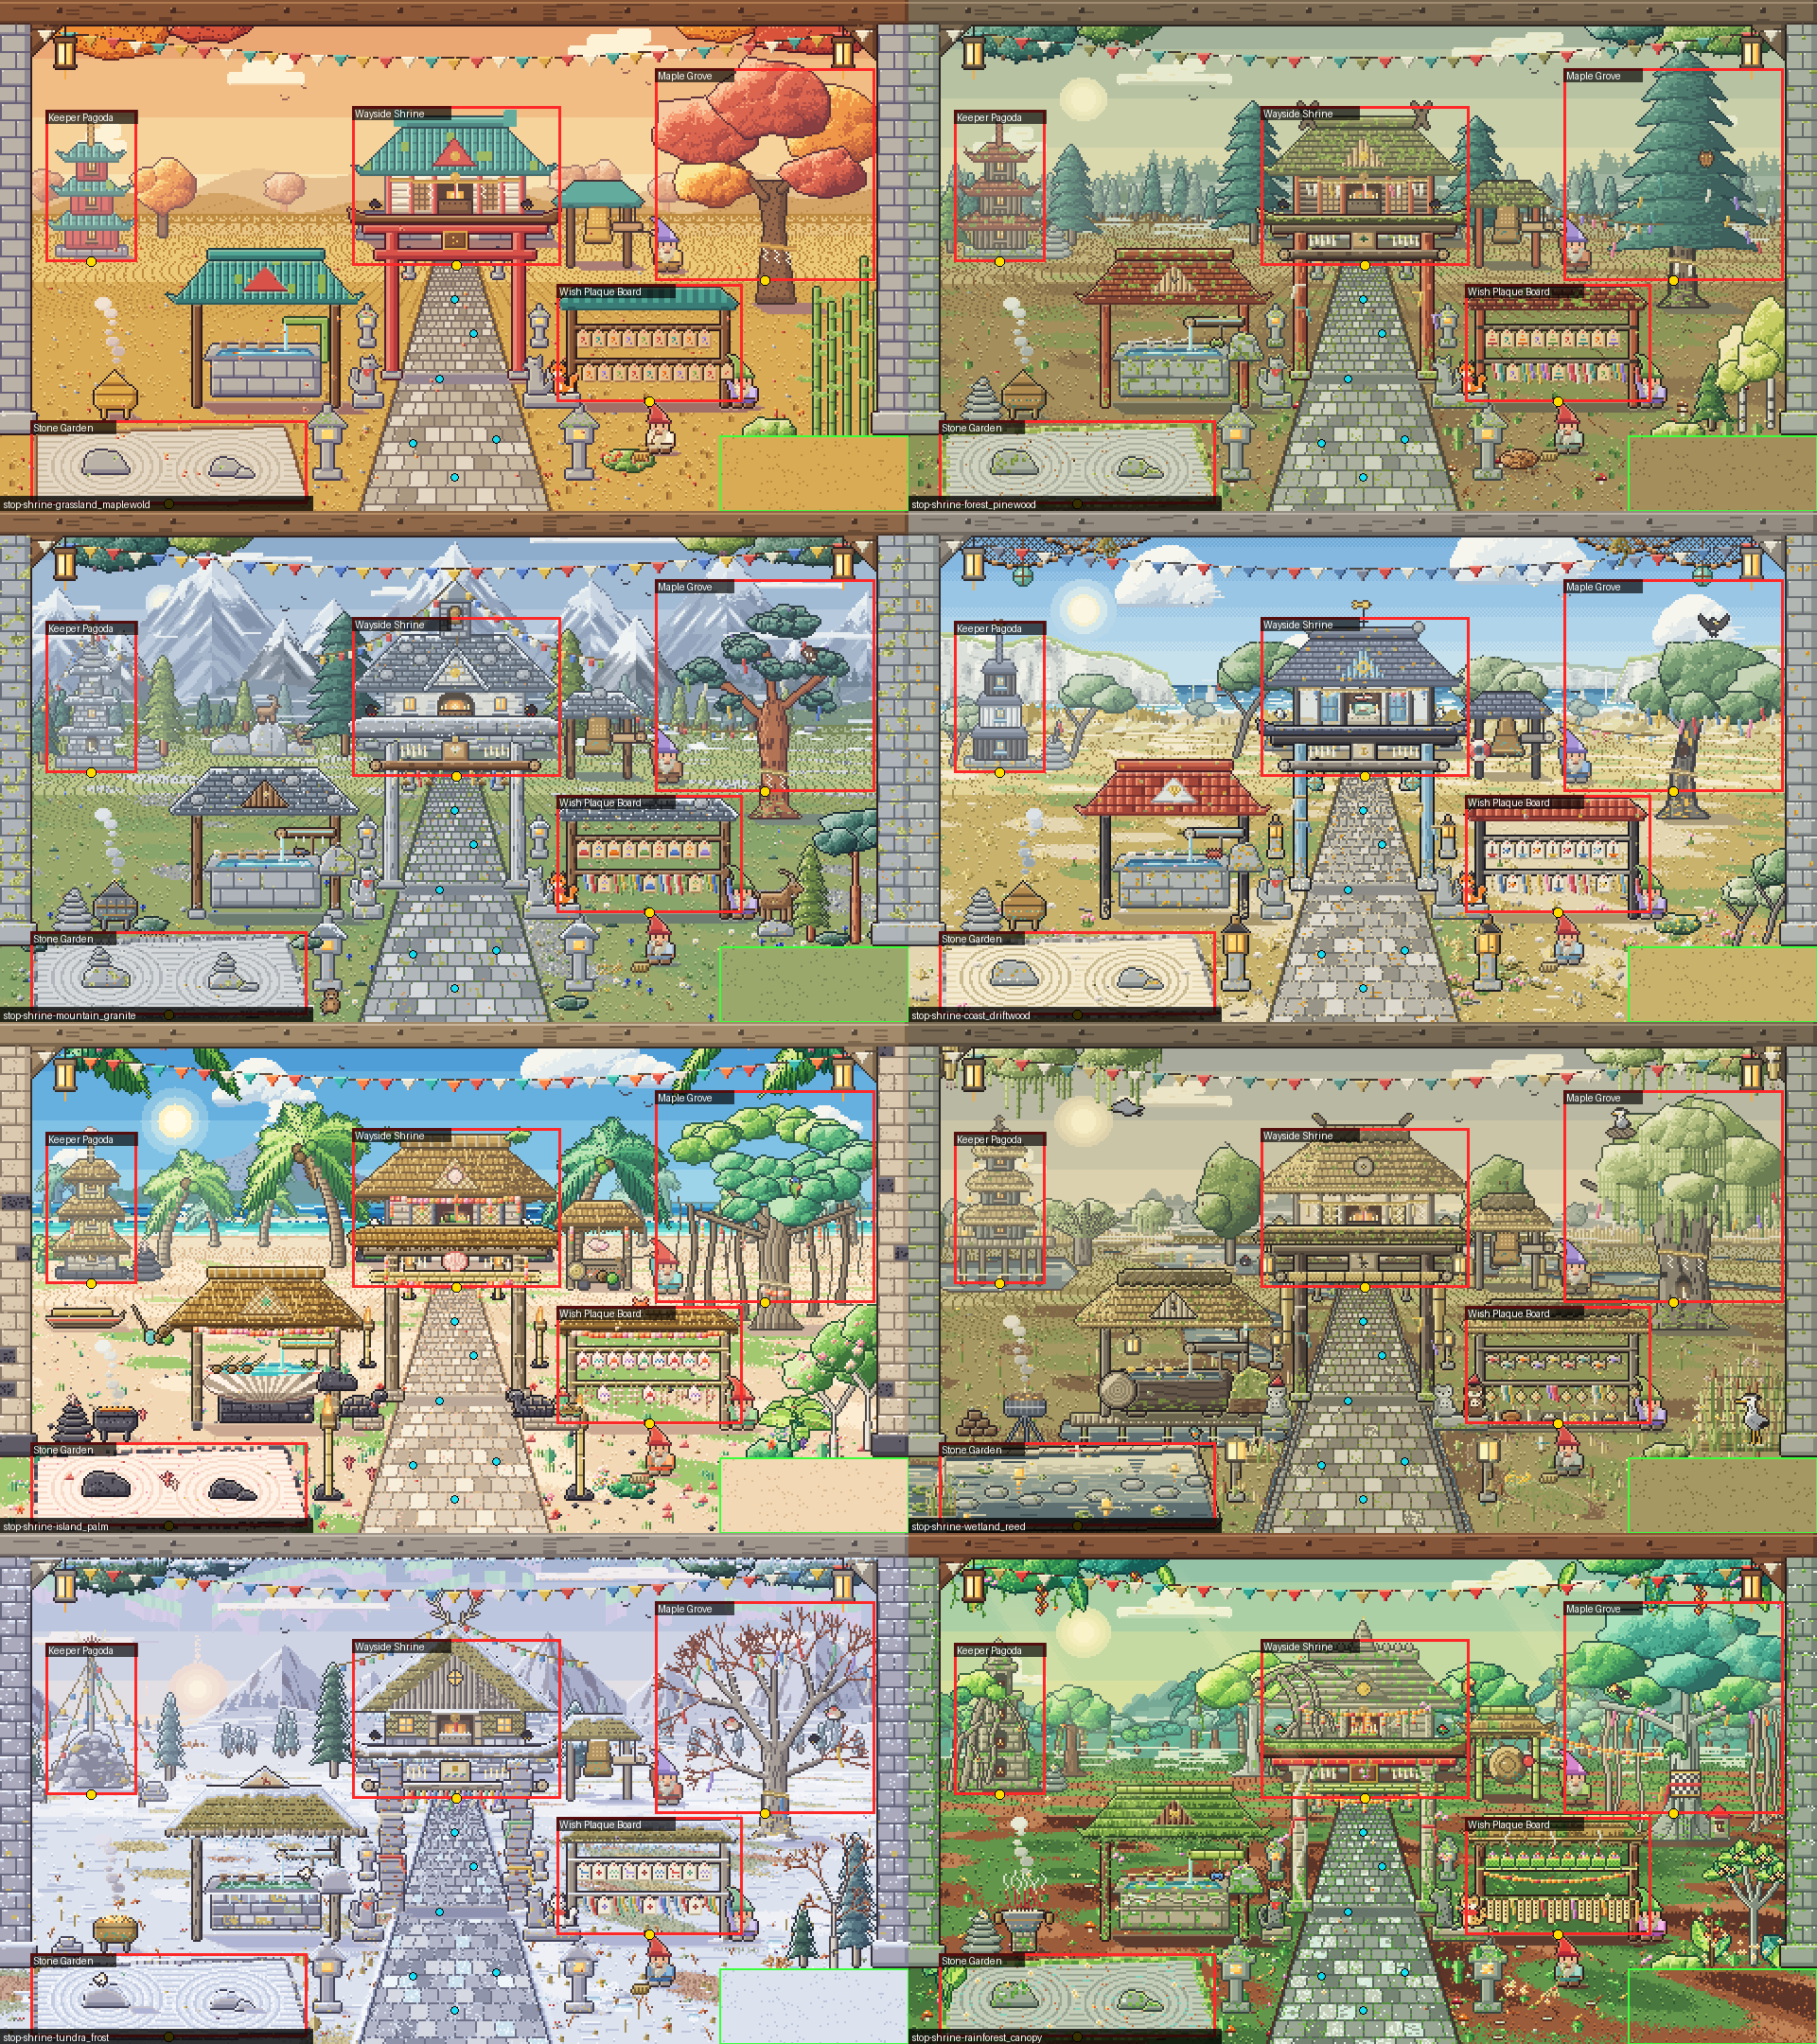 Maple Grove
Keeper Pagoda
Wayside Shrine
Wish Plaque Board
Stone Garden
stop-shrine-grassland_maplewold
Maple Grove
Keeper Pagoda
Wayside Shrine
Wish Plaque Board
Stone Garden
stop-shrine-forest_pinewood
Maple Grove
Keeper Pagoda
Wayside Shrine
Wish Plaque Board
Stone Garden
stop-shrine-mountain_granite
Maple Grove
Keeper Pagoda
Wayside Shrine
Wish Plaque Board
Stone Garden
stop-shrine-coast_driftwood
Maple Grove
Keeper Pagoda
Wayside Shrine
Wish Plaque Board
Stone Garden
stop-shrine-island_palm
Maple Grove
Keeper Pagoda
Wayside Shrine
Wish Plaque Board
Stone Garden
stop-shrine-wetland_reed
Maple Grove
Keeper Pagoda
Wayside Shrine
Wish Plaque Board
Stone Garden
stop-shrine-tundra_frost
Maple Grove
Keeper Pagoda
Wayside Shrine
Wish Plaque Board
Stone Garden
stop-shrine-rainforest_canopy